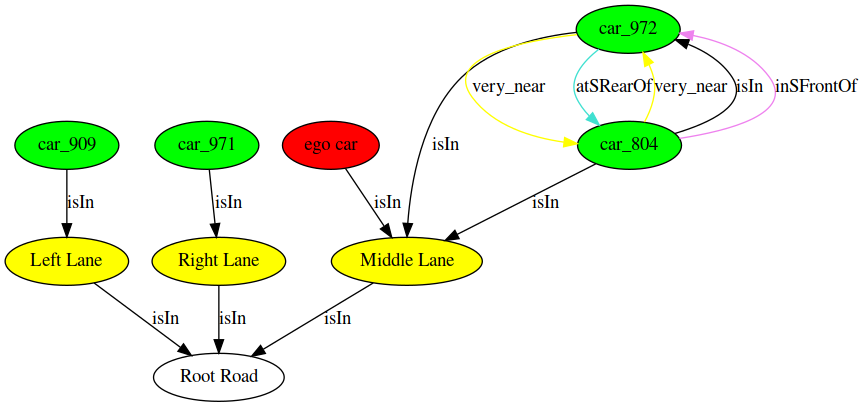 car_972
very_near
atSRearOf
very_near
isIn
inSFrontOf
car_909
car_971
ego car
isIn
car_804
isIn
isIn
isIn
isIn
Left Lane
Right Lane
Middle Lane
isIn
isIn
isIn
Root Road